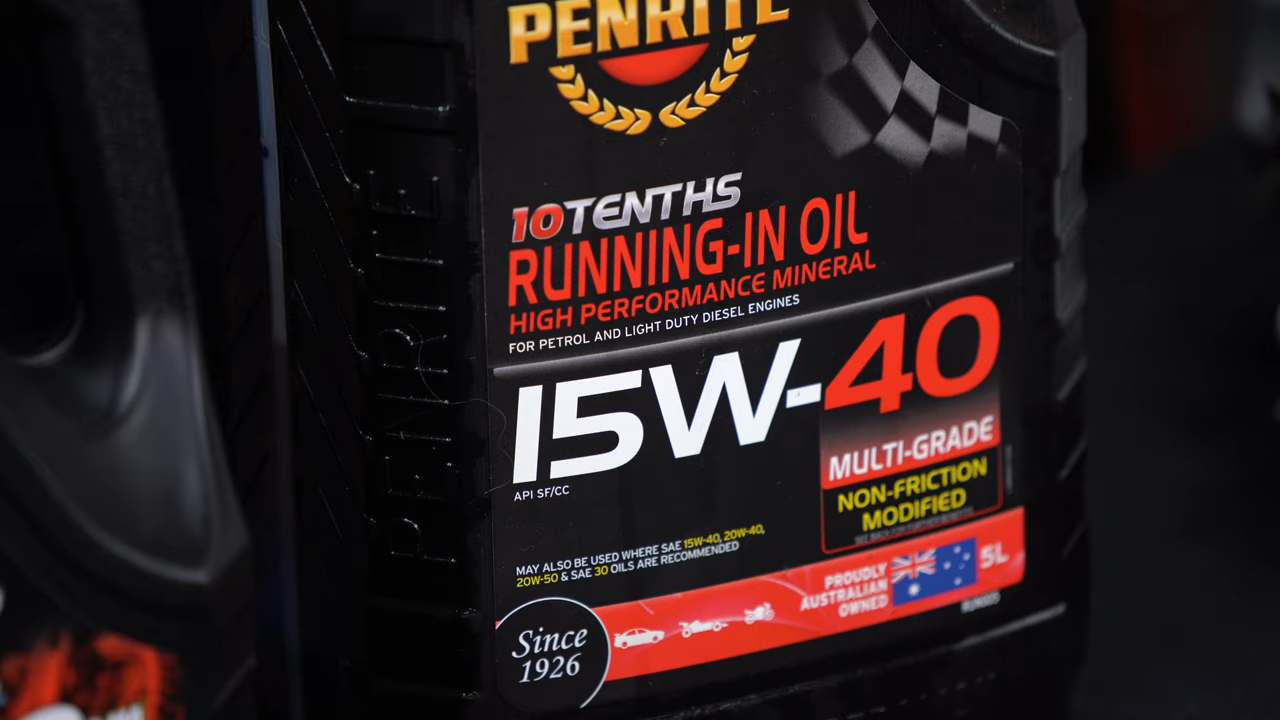 PENRITE
10TENTHS
RUNNING-IN OIL
HIGH PERFORMANCE MINERAL
FOR PETROL AND LIGHT DUTY DIESEL ENGINES
15W-40
API SF/CC
MULTI-GRADE
NON-FRICTION
MODIFIED
MAY ALSO BE USED WHERE SAE 15W-40, 20W-40,
20W-50 & SAE 30 OILS ARE RECOMMENDED
PROUDLY
AUSTRALIAN
OWNED
5L
Since
1926
PENRITE